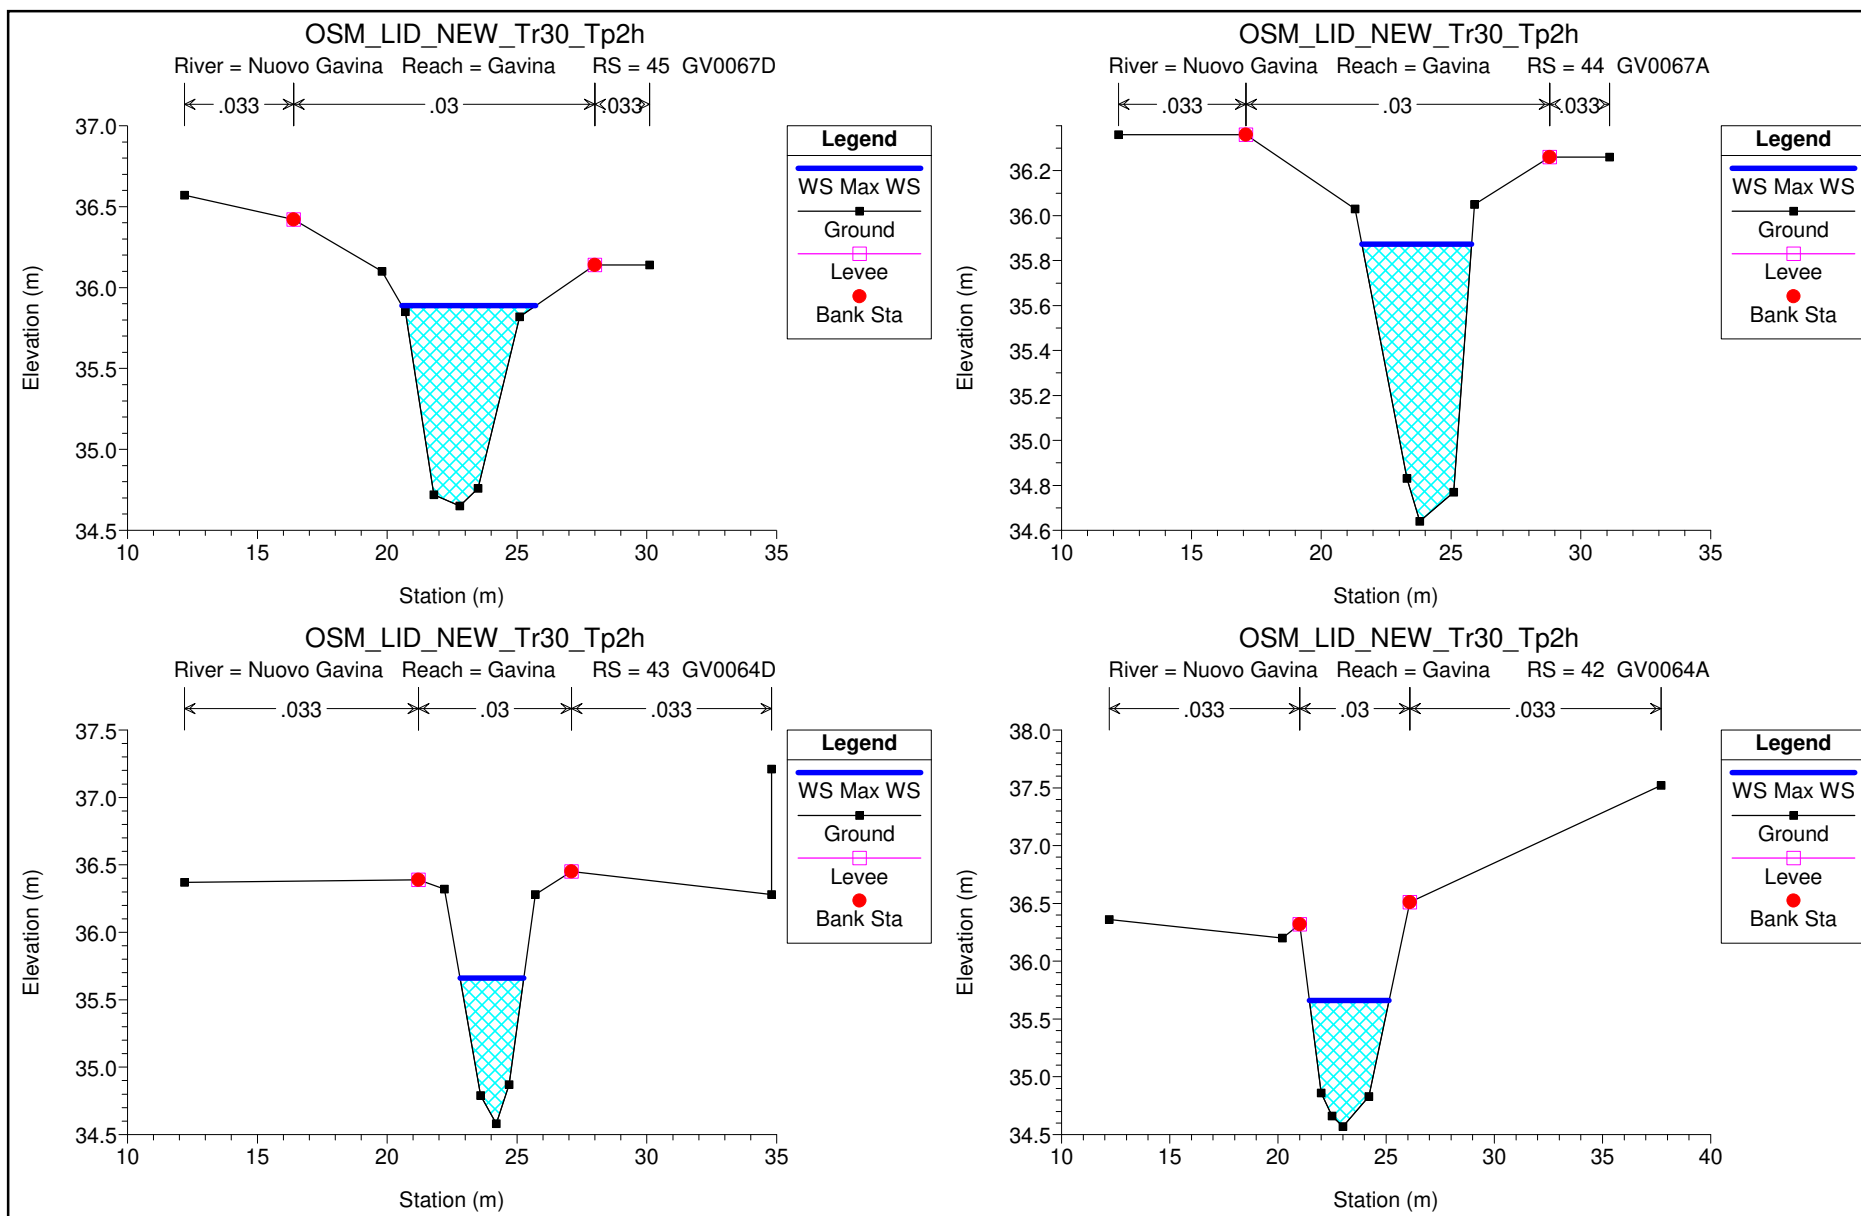 OSM_LID_NEW_Tr30_Tp2h
River = Nuovo Gavina Reach = Gavina RS = 45 GV0067D
.033 .03 .033
37.0
36.5
36.0
35.5
35.0
34.5
Elevation (m)
10 15 20 25 30 35
Station (m)
Legend
WS Max WS
Ground
Levee
Bank Sta
OSM_LID_NEW_Tr30_Tp2h
River = Nuovo Gavina Reach = Gavina RS = 44 GV0067A
.033 .03 .033
36.2
36.0
35.8
35.6
35.4
35.2
35.0
34.8
34.6
Elevation (m)
10 15 20 25 30 35
Station (m)
Legend
WS Max WS
Ground
Levee
Bank Sta
OSM_LID_NEW_Tr30_Tp2h
River = Nuovo Gavina Reach = Gavina RS = 43 GV0064D
.033 .03 .033
37.5
37.0
36.5
36.0
35.5
35.0
34.5
Elevation (m)
10 15 20 25 30 35
Station (m)
Legend
WS Max WS
Ground
Levee
Bank Sta
OSM_LID_NEW_Tr30_Tp2h
River = Nuovo Gavina Reach = Gavina RS = 42 GV0064A
.033 .03 .033
38.0
37.5
37.0
36.5
36.0
35.5
35.0
34.5
Elevation (m)
10 15 20 25 30 35 40
Station (m)
Legend
WS Max WS
Ground
Levee
Bank Sta